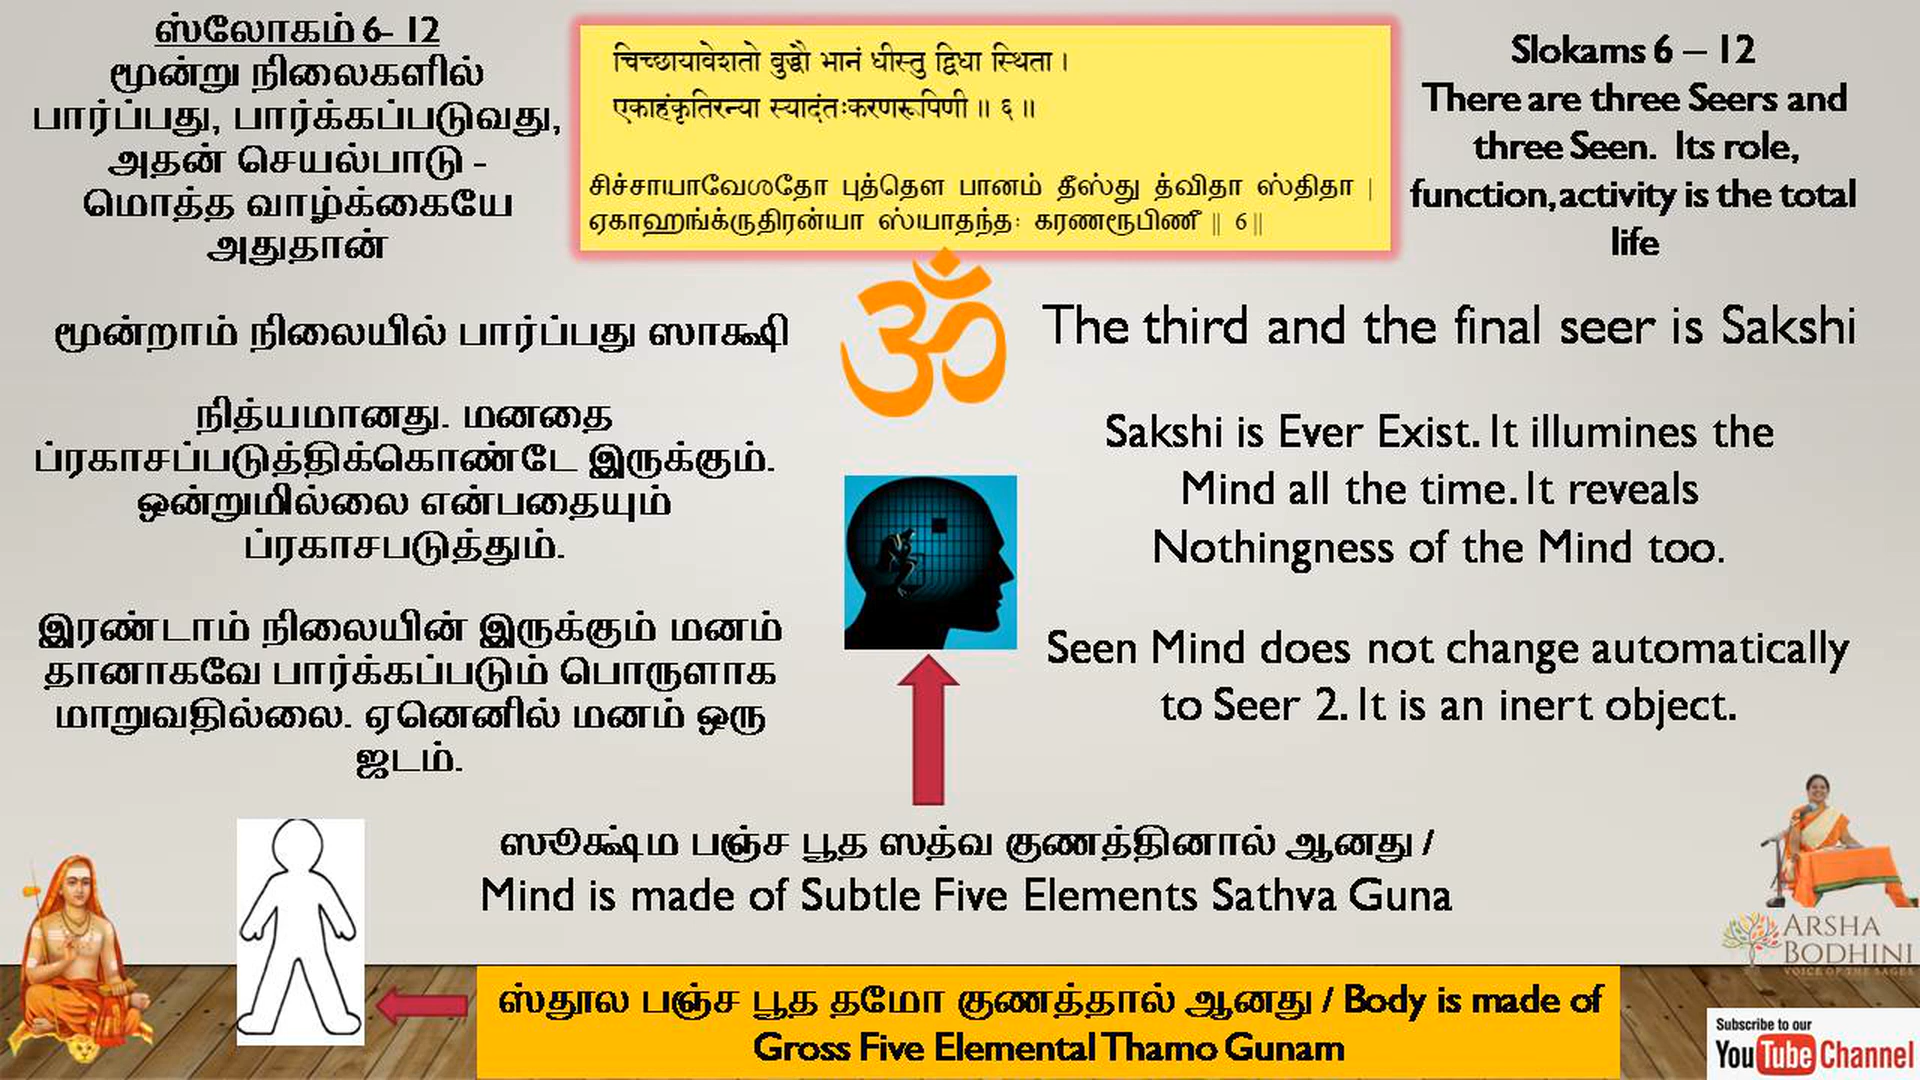 ஸ்லோகம் 6- 12
மூன்று நிலைகளில்
பார்ப்பது, பார்க்கப்படுவது,
அதன் செயல்பாடு -
மொத்த வாழ்க்கையே
அதுதான்
चिच्छायावेशतो बुद्धौ भानं धीस्तु द्विधा स्थिता ।
एकाहंकृतिरन्या स्यादंतःकरणरूपिणी ॥ ६ ॥
சிச்சாயாவேஶதோ புத்தௌ பானம் தீஸ்து த்விதா ஸ்திதா |
ஏகாஹங்க்ருதிரன்யா ஸ்யாதந்த: கரணரூபிணீ || 6 ||
Slokams 6 – 12
There are three Seers and
three Seen. Its role,
function,activity is the total
life
மூன்றாம் நிலையில் பார்ப்பது ஸாக்ஷி
The third and the final seer is Sakshi
நித்யமானது. மனதை
ப்ரகாசப்படுத்திக்கொண்டே இருக்கும்.
ஒன்றுமில்லை என்பதையும்
ப்ரகாசபடுத்தும்.
Sakshi is Ever Exist. It illumines the
Mind all the time. It reveals
Nothingness of the Mind too.
இரண்டாம் நிலையின் இருக்கும் மனம்
தானாகவே பார்க்கப்படும் பொருளாக
மாறுவதில்லை. ஏனெனில் மனம் ஒரு
ஜடம்.
Seen Mind does not change automatically
to Seer 2. It is an inert object.
ஸூக்ஷ்ம பஞ்ச பூத ஸத்வ குணத்தினால் ஆனது /
Mind is made of Subtle Five Elements Sathva Guna
ARSHA
BODHINI
VOICE OF THE SAGES
ஸ்தூல பஞ்ச பூத தமோ குணத்தால் ஆனது / Body is made of
Gross Five Elemental Thamo Gunam
Subscribe to our
YouTube Channel